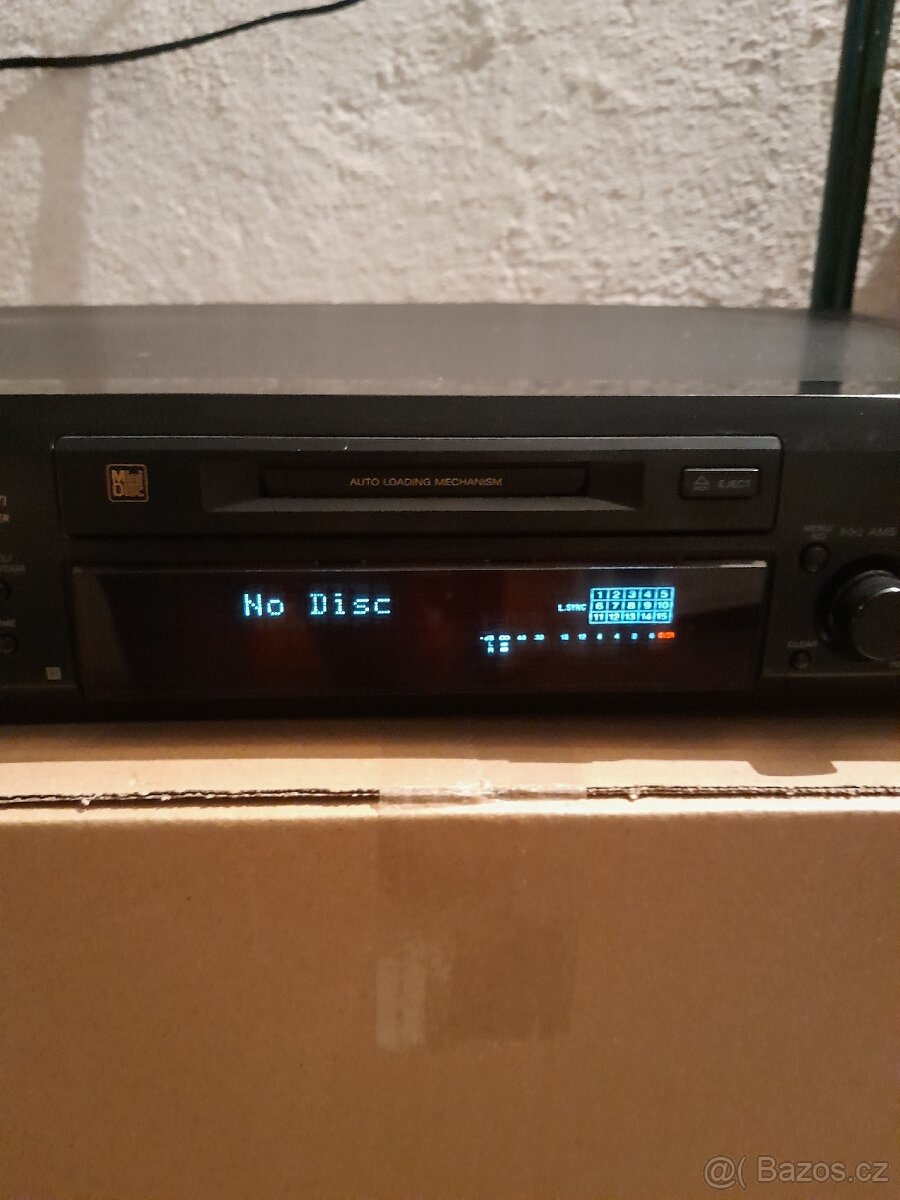 Mini
Disc
AUTO LOADING MECHANISM
EJECT
AMS
No Disc
L.SYNC
1 2 3 4 5
6 7 8 9 10
11 12 13 14 15
CLEAR
@( Bazos.cz